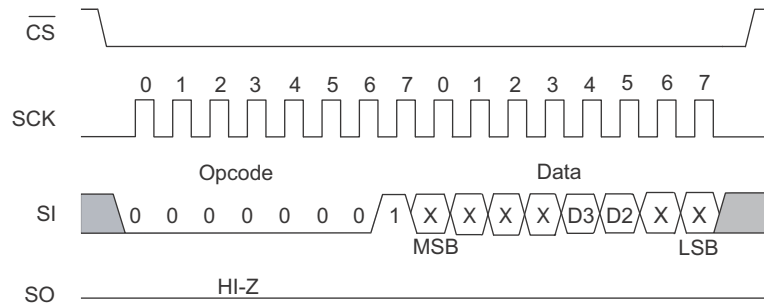 CS
0 1 2 3 4 5 6 7 0 1 2 3 4 5 6 7
SCK
Opcode Data
SI 0 0 0 0 0 0 0 1 X X X X D3 D2 X X
MSB LSB
HI-Z
SO